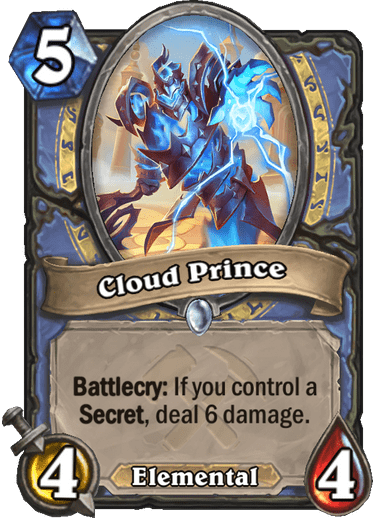 5
Cloud Prince
Battlecry: If you control a
Secret, deal 6 damage.
4
Elemental
4